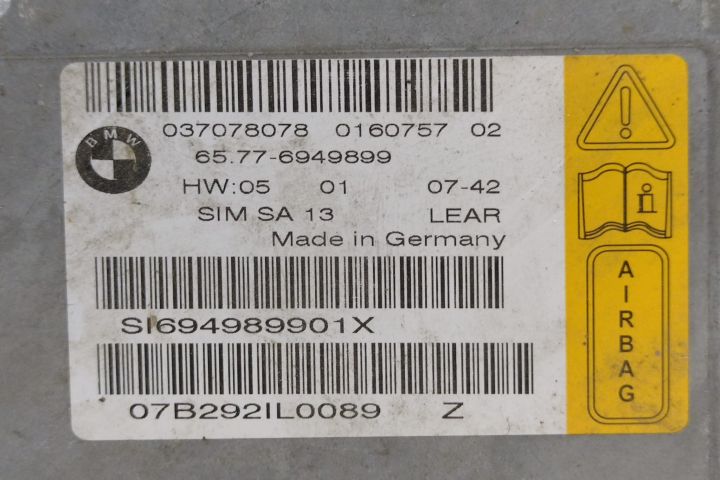 BMW
037078078 0160757 02
65.77-6949899
HW:05 01 07-42
SIM SA 13 LEAR
Made in Germany
SI694989901X
07B292IL0089 Z
i
AIRBAG